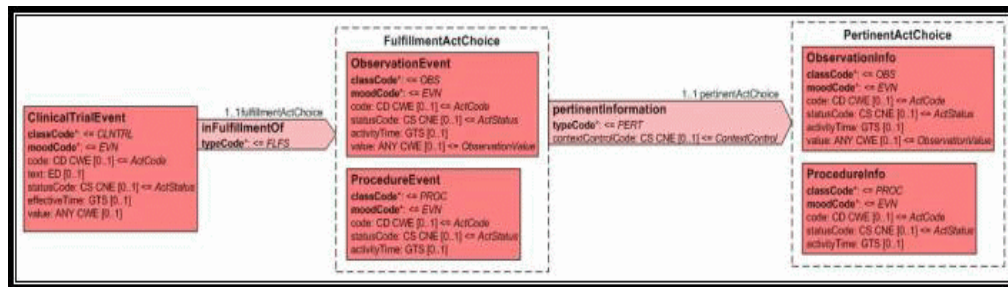 ClinicalTrialEvent
classCode*: <= CLNTRL
moodCode*: <= EVN
code: CD CWE [0..1] <= ActCode
text: ED [0..1]
statusCode: CS CNE [0..1] <= ActStatus
effectiveTime: GTS [0..1]
value: ANY CWE [0..1]
1..1 fulfillmentActChoice
inFulfillmentOf
typeCode*: <= FLFS
FulfillmentActChoice
ObservationEvent
classCode*: <= OBS
moodCode*: <= EVN
code: CD CWE [0..1] <= ActCode
statusCode: CS CNE [0..1] <= ActStatus
activityTime: GTS [0..1]
value: ANY CWE [0..1] <= ObservationValue
ProcedureEvent
classCode*: <= PROC
moodCode*: <= EVN
code: CD CWE [0..1] <= ActCode
statusCode: CS CNE [0..1] <= ActStatus
activityTime: GTS [0..1]
1..1 pertinentActChoice
pertinentInformation
typeCode*: <= PERT
contextControlCode: CS CNE [0..1] <= ContextControl
PertinentActChoice
ObservationInfo
classCode*: <= OBS
moodCode*: <= EVN
code: CD CWE [0..1] <= ActCode
statusCode: CS CNE [0..1] <= ActStatus
activityTime: GTS [0..1]
value: ANY CWE [0..1] <= ObservationValue
ProcedureInfo
classCode*: <= PROC
moodCode*: <= EVN
code: CD CWE [0..1] <= ActCode
statusCode: CS CNE [0..1] <= ActStatus
activityTime: GTS [0..1]